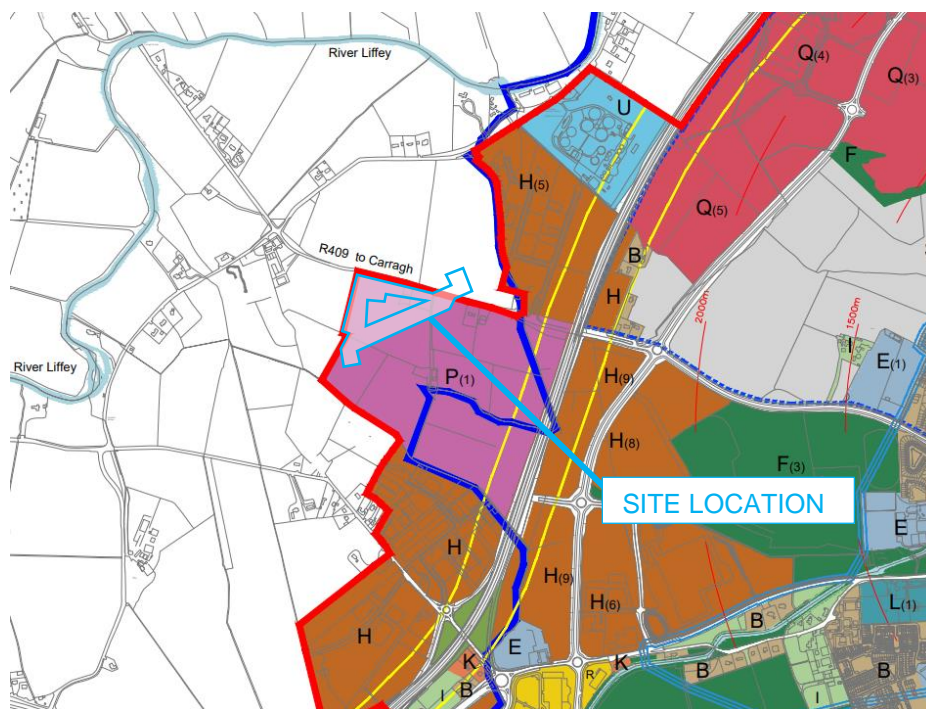 River Liffey
Q(4)
Q(3)
U
F
H(5)
Q(5)
B
R409 to Carragh
H
2000m
1500m
I
E(1)
River Liffey
P(1)
H(9)
H(8)
F(3)
SITE LOCATION
E
H
H(9)
H(6)
L(1)
B
H
E
K
K
B
B
R
I
B
I